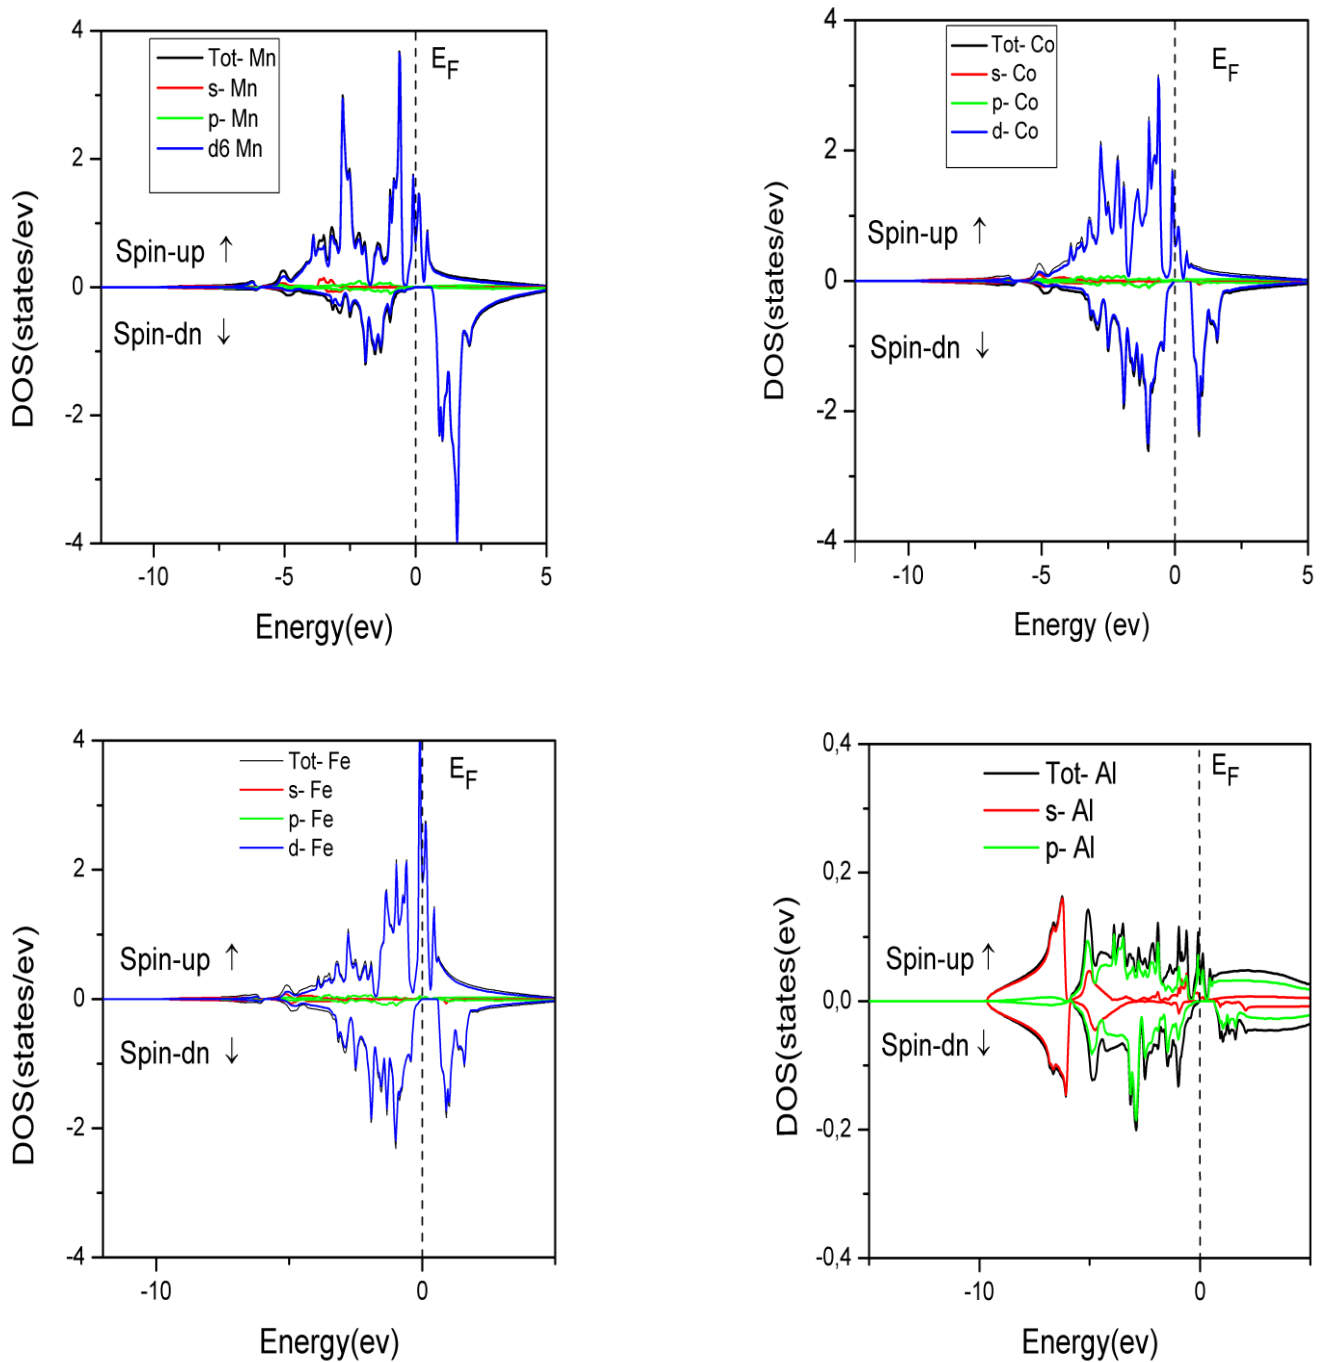 4
2
0
-2
-4
-10
-5
0
5
DOS(states/ev)
Energy(ev)
Tot- Mn
s- Mn
p- Mn
d6 Mn
E_F
Spin-up ↑
Spin-dn ↓
4
2
0
-2
-4
-10
-5
0
5
DOS(states/ev)
Energy (ev)
Tot- Co
s- Co
p- Co
d- Co
E_F
Spin-up ↑
Spin-dn ↓
4
2
0
-2
-4
-10
0
DOS(states/ev)
Energy(ev)
Tot- Fe
s- Fe
p- Fe
d- Fe
E_F
Spin-up ↑
Spin-dn ↓
0,4
0,2
0,0
-0,2
-0,4
-10
0
DOS(states(ev)
Energy(ev)
Tot- Al
s- Al
p- Al
E_F
Spin-up ↑
Spin-dn ↓